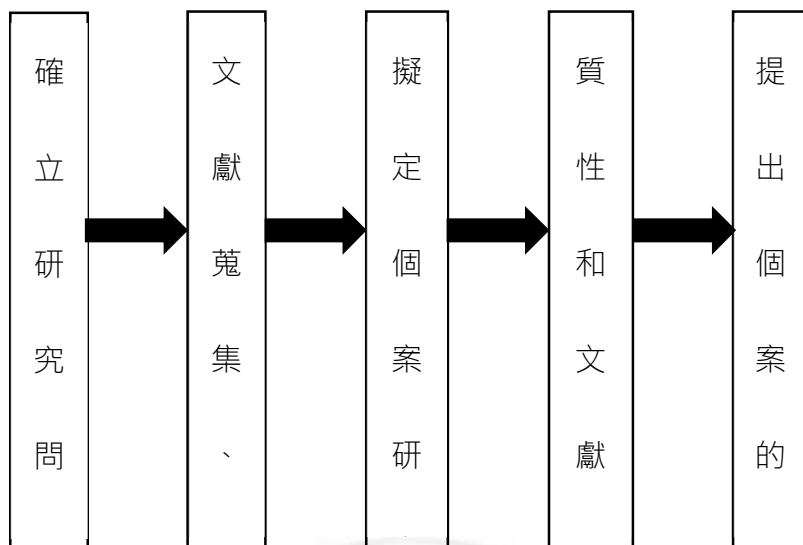 確立研究問
文獻蒐集、
擬定個案研
質性和文獻
提出個案的